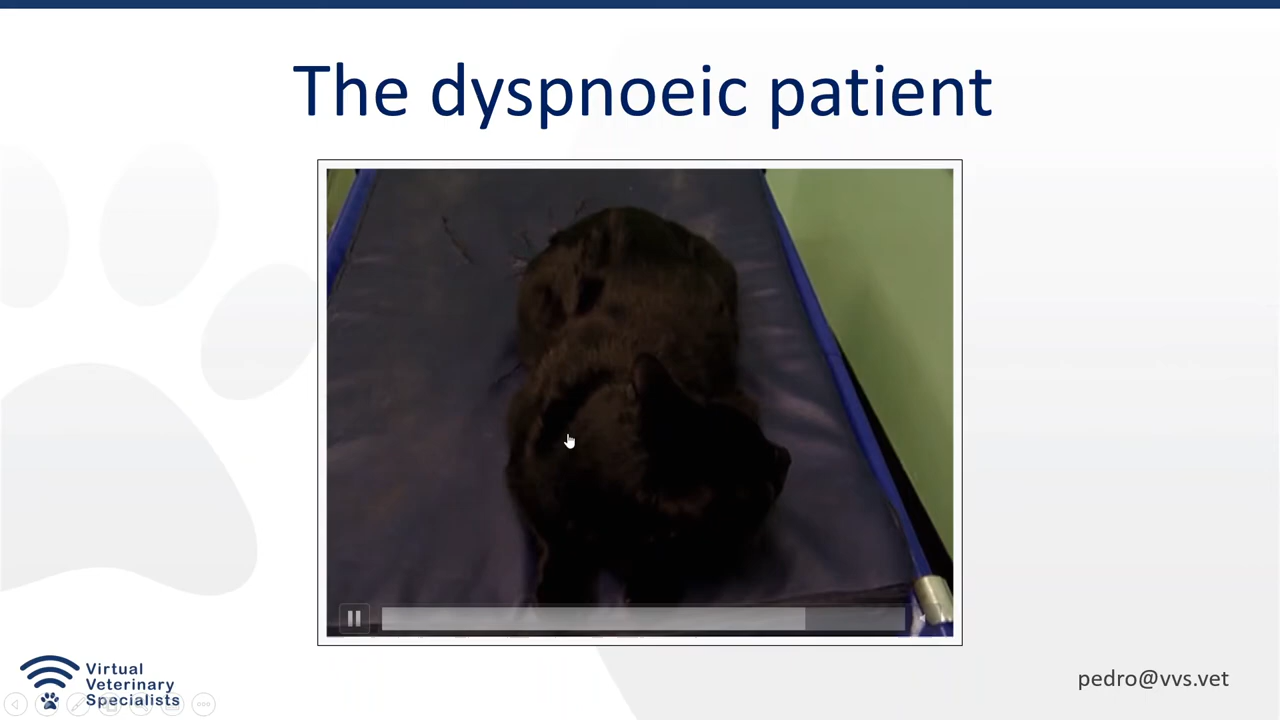 The dyspnoeic patient
Virtual
Veterinary
Specialists
pedro@vvs.vet